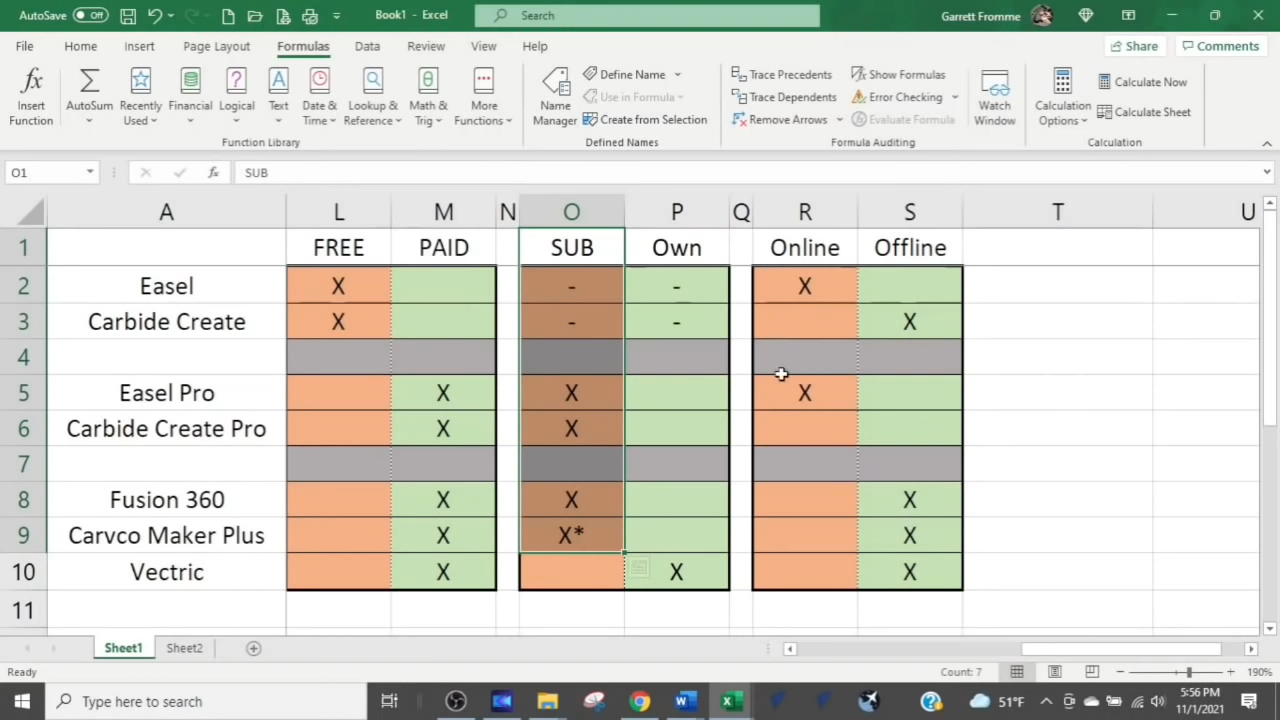 AutoSave Off Book1 - Excel Search Garrett Fromme
File Home Insert Page Layout Formulas Data Review View Help Share Comments
Insert Function AutoSum Recently Used Financial Logical Text Date & Time Lookup & Reference Math & Trig More Functions
Function Library
Name Manager Define Name Use in Formula Create from Selection
Defined Names
Trace Precedents Trace Dependents Remove Arrows Show Formulas Error Checking Evaluate Formula Watch Window
Formula Auditing
Calculation Options Calculate Now Calculate Sheet
Calculation
O1 fx SUB
A L M N O P Q R S T U
1 FREE PAID SUB Own Online Offline
2 Easel X - - X
3 Carbide Create X - - X
4
5 Easel Pro X X X
6 Carbide Create Pro X X
7
8 Fusion 360 X X X
9 Carvco Maker Plus X X* X
10 Vectric X X X
11
Sheet1 Sheet2
Ready Count: 7 190%
Type here to search 51°F 5:56 PM
11/1/2021